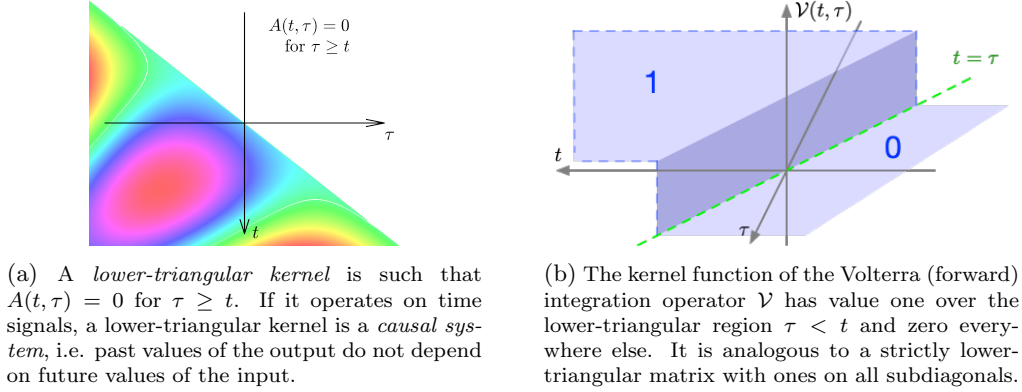 A(t, τ) = 0
for τ ≥ t
τ
t
(a) A lower-triangular kernel is such that
A(t, τ) = 0 for τ ≥ t. If it operates on time
signals, a lower-triangular kernel is a causal sys-
tem, i.e. past values of the output do not depend
on future values of the input.
𝒱(t, τ)
t = τ
1
0
t
τ
(b) The kernel function of the Volterra (forward)
integration operator 𝒱 has value one over the
lower-triangular region τ < t and zero every-
where else. It is analogous to a strictly lower-
triangular matrix with ones on all subdiagonals.